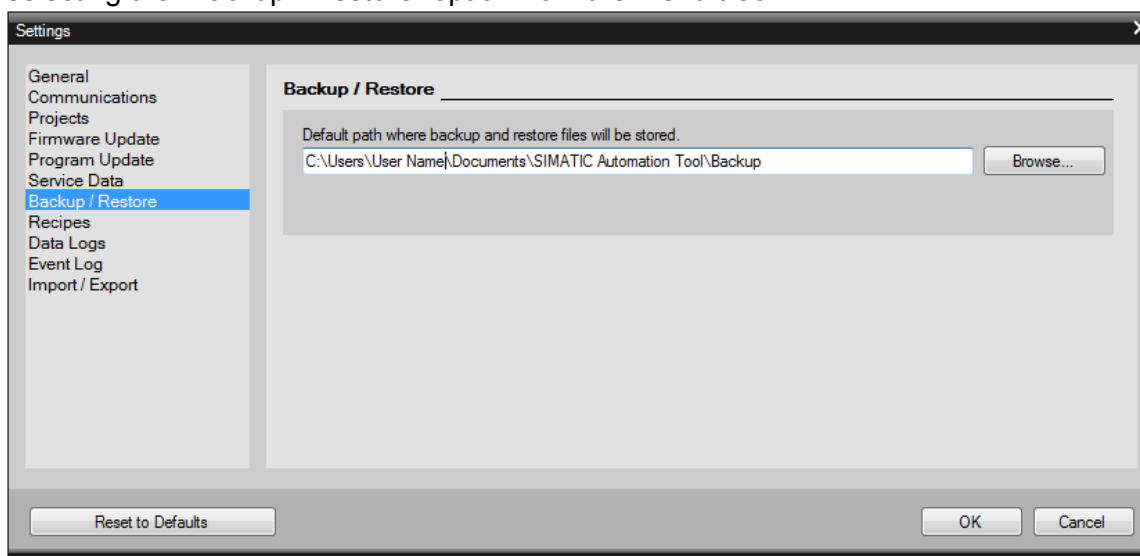 Settings
General
Communications
Projects
Firmware Update
Program Update
Service Data
Backup / Restore
Recipes
Data Logs
Event Log
Import / Export
Backup / Restore
Default path where backup and restore files will be stored.
C:\Users\User Name\Documents\SIMATIC Automation Tool\Backup
Browse...
Reset to Defaults
OK
Cancel